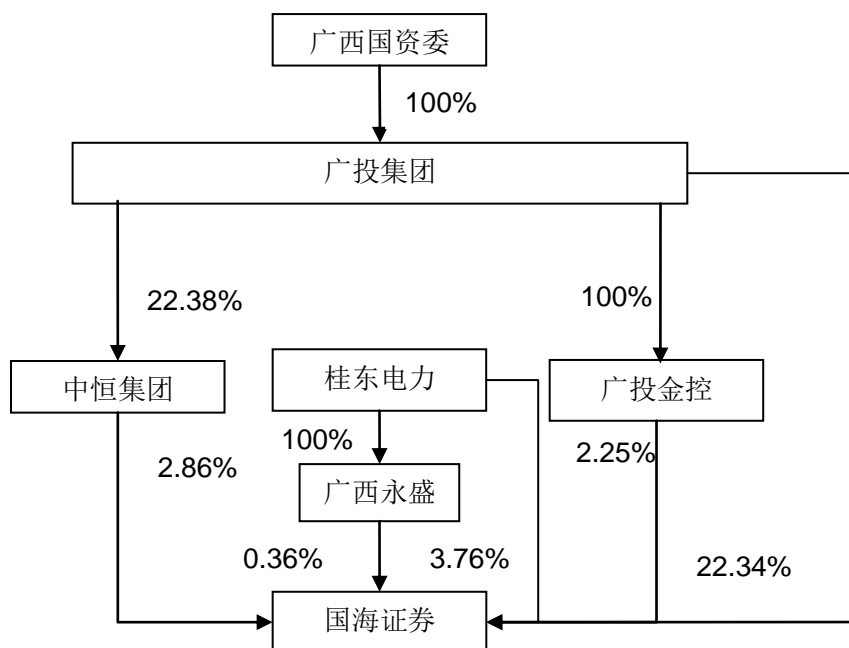 广西国资委
100%
广投集团
22.38%
100%
中恒集团
桂东电力
广投金控
2.86%
100%
2.25%
广西永盛
0.36%
3.76%
22.34%
国海证券